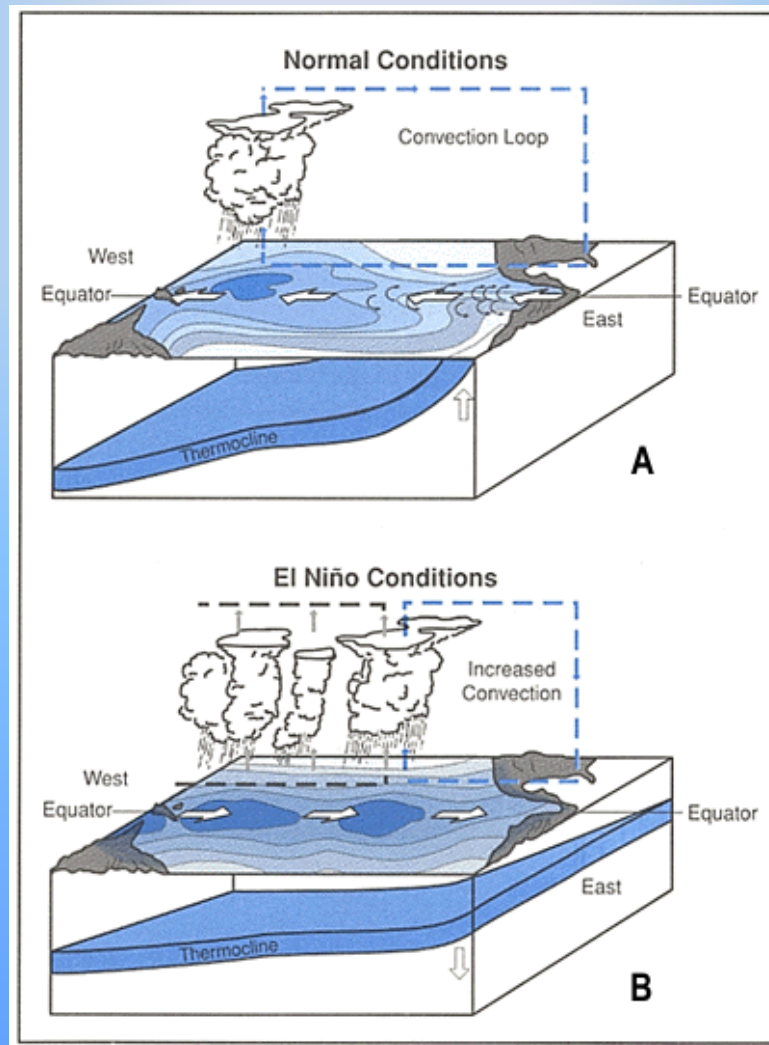 Normal Conditions
Convection Loop
West
Equator
Equator
East
Thermocline
A
El Niño Conditions
Increased
Convection
West
Equator
Equator
East
Thermocline
B